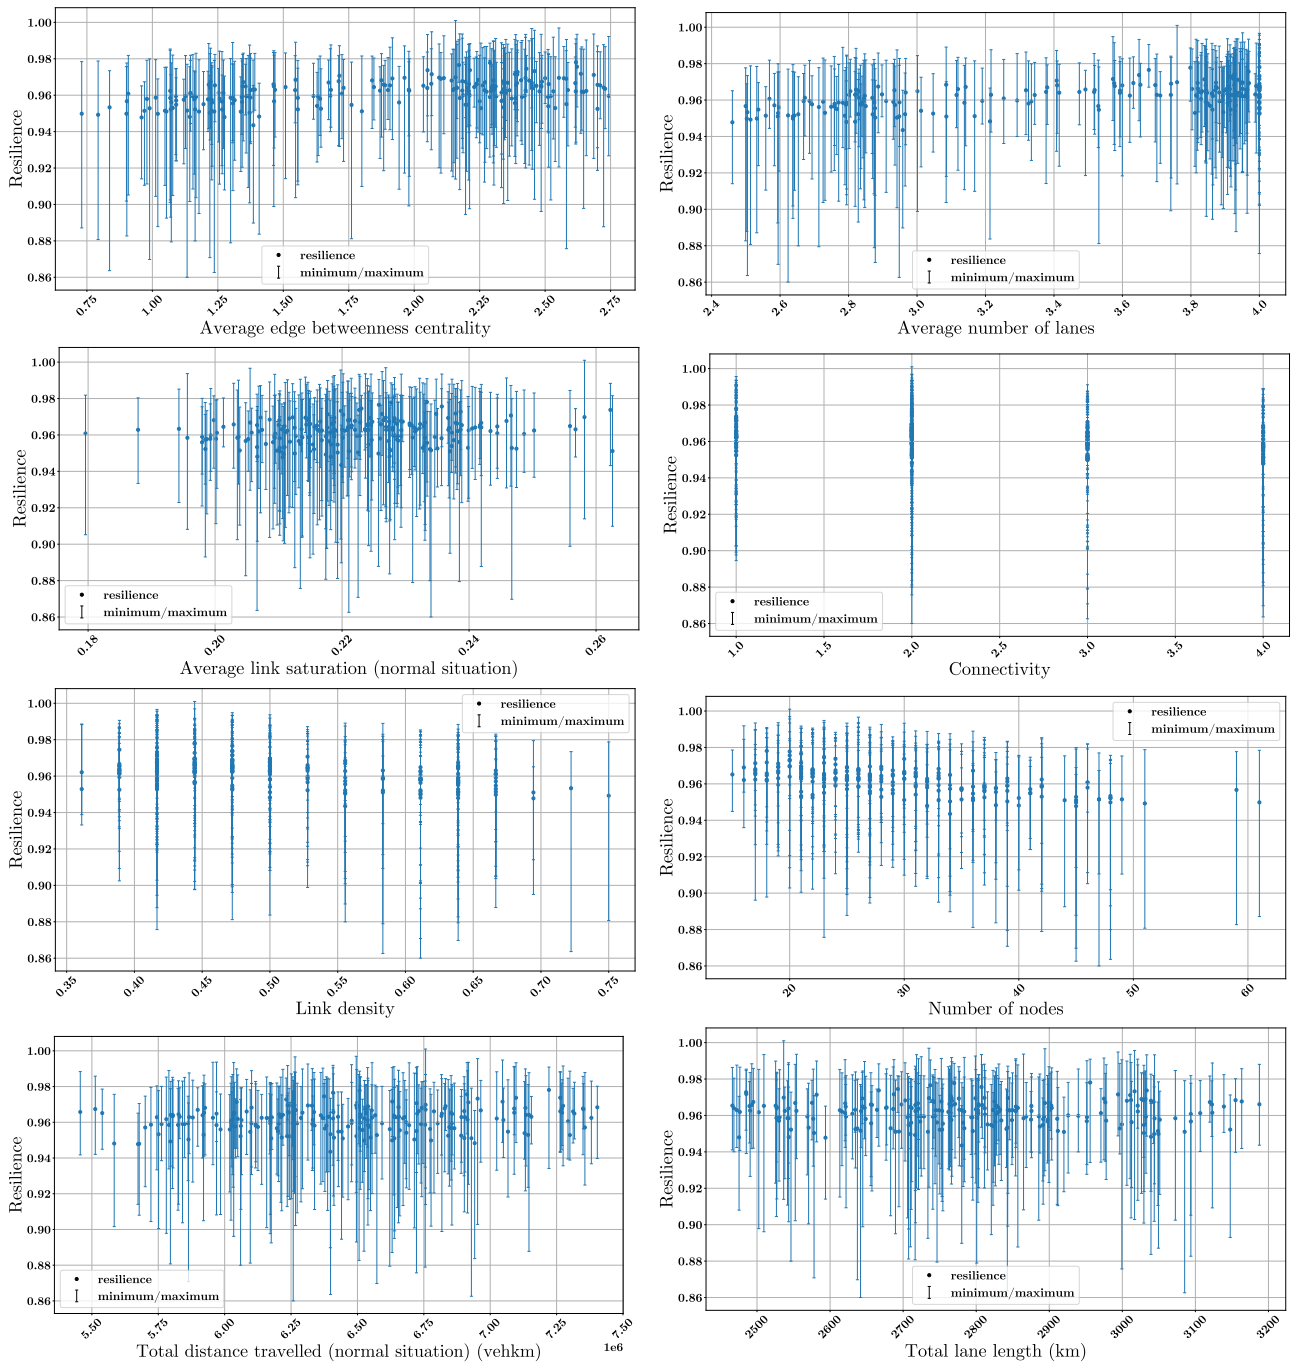 1.00
0.98
0.96
0.94
0.92
0.90
0.88
0.86
Resilience
resilience
minimum/maximum
0.75 1.00 1.25 1.50 1.75 2.00 2.25 2.50 2.75
Average edge betweenness centrality
1.00
0.98
0.96
0.94
0.92
0.90
0.88
0.86
Resilience
resilience
minimum/maximum
2.4 2.6 2.8 3.0 3.2 3.4 3.6 3.8 4.0
Average number of lanes
1.00
0.98
0.96
0.94
0.92
0.90
0.88
0.86
Resilience
resilience
minimum/maximum
0.18 0.20 0.22 0.24 0.26
Average link saturation (normal situation)
1.00
0.98
0.96
0.94
0.92
0.90
0.88
0.86
Resilience
resilience
minimum/maximum
1.0 1.5 2.0 2.5 3.0 3.5 4.0
Connectivity
1.00
0.98
0.96
0.94
0.92
0.90
0.88
0.86
Resilience
resilience
minimum/maximum
0.35 0.40 0.45 0.50 0.55 0.60 0.65 0.70 0.75
Link density
1.00
0.98
0.96
0.94
0.92
0.90
0.88
0.86
Resilience
resilience
minimum/maximum
20 30 40 50 60
Number of nodes
1.00
0.98
0.96
0.94
0.92
0.90
0.88
0.86
Resilience
resilience
minimum/maximum
5.50 5.75 6.00 6.25 6.50 6.75 7.00 7.25 7.50
1e6
Total distance travelled (normal situation) (vehkm)
1.00
0.98
0.96
0.94
0.92
0.90
0.88
0.86
Resilience
resilience
minimum/maximum
2500 2600 2700 2800 2900 3000 3100 3200
Total lane length (km)